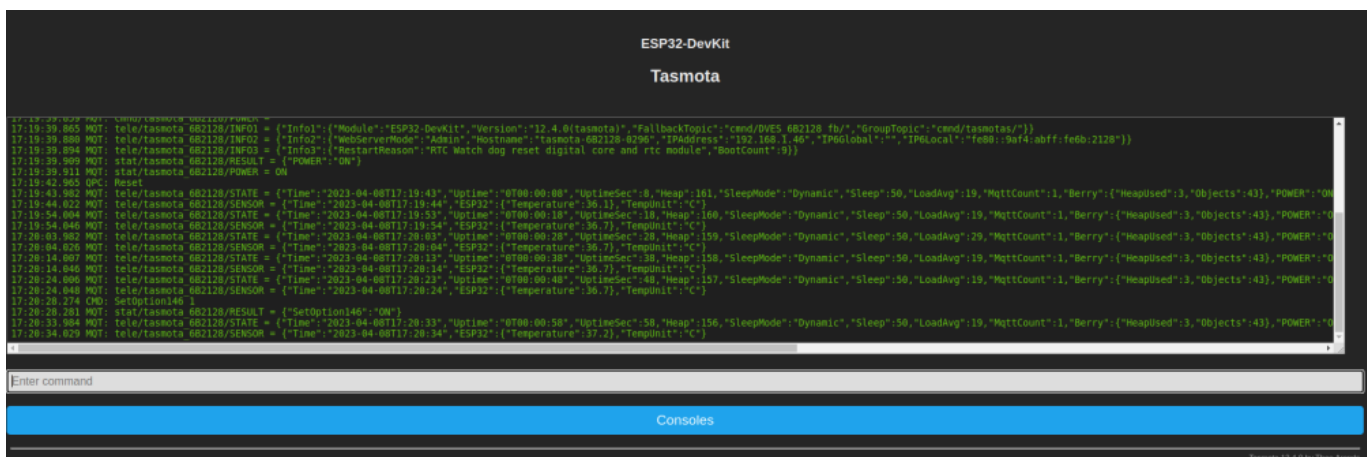 ESP32-DevKit
Tasmota
17:19:39.859 MQT: cmnd/tasmota_6B2128/POWER =
17:19:39.865 MQT: tele/tasmota_6B2128/INFO1 = {"Info1":{"Module":"ESP32-DevKit","Version":"12.4.0(tasmota)","FallbackTopic":"cmnd/DVES_6B2128_fb/","GroupTopic":"cmnd/tasmotas/"}}
17:19:39.880 MQT: tele/tasmota_6B2128/INFO2 = {"Info2":{"WebServerMode":"Admin","Hostname":"tasmota-6B2128-0296","IPAddress":"192.168.1.46","IP6Global":"","IP6Local":"fe80::9af4:abff:fe6b:2128"}}
17:19:39.894 MQT: tele/tasmota_6B2128/INFO3 = {"Info3":{"RestartReason":"RTC Watch dog reset digital core and rtc module","BootCount":9}}
17:19:39.909 MQT: stat/tasmota_6B2128/RESULT = {"POWER":"ON"}
17:19:39.911 MQT: stat/tasmota_6B2128/POWER = ON
17:19:42.965 QPC: Reset
17:19:43.982 MQT: tele/tasmota_6B2128/STATE = {"Time":"2023-04-08T17:19:43","Uptime":"0T00:00:08","UptimeSec":8,"Heap":161,"SleepMode":"Dynamic","Sleep":50,"LoadAvg":19,"MqttCount":1,"Berry":{"HeapUsed":3,"Objects":43},"POWER":"ON
17:19:44.022 MQT: tele/tasmota_6B2128/SENSOR = {"Time":"2023-04-08T17:19:44","ESP32":{"Temperature":36.1},"TempUnit":"C"}
17:19:54.004 MQT: tele/tasmota_6B2128/STATE = {"Time":"2023-04-08T17:19:53","Uptime":"0T00:00:18","UptimeSec":18,"Heap":160,"SleepMode":"Dynamic","Sleep":50,"LoadAvg":19,"MqttCount":1,"Berry":{"HeapUsed":3,"Objects":43},"POWER":"O
17:19:54.046 MQT: tele/tasmota_6B2128/SENSOR = {"Time":"2023-04-08T17:19:54","ESP32":{"Temperature":36.7},"TempUnit":"C"}
17:20:03.982 MQT: tele/tasmota_6B2128/STATE = {"Time":"2023-04-08T17:20:03","Uptime":"0T00:00:28","UptimeSec":28,"Heap":159,"SleepMode":"Dynamic","Sleep":50,"LoadAvg":29,"MqttCount":1,"Berry":{"HeapUsed":3,"Objects":43},"POWER":"O
17:20:04.026 MQT: tele/tasmota_6B2128/SENSOR = {"Time":"2023-04-08T17:20:04","ESP32":{"Temperature":36.7},"TempUnit":"C"}
17:20:14.007 MQT: tele/tasmota_6B2128/STATE = {"Time":"2023-04-08T17:20:13","Uptime":"0T00:00:38","UptimeSec":38,"Heap":158,"SleepMode":"Dynamic","Sleep":50,"LoadAvg":19,"MqttCount":1,"Berry":{"HeapUsed":3,"Objects":43},"POWER":"O
17:20:14.046 MQT: tele/tasmota_6B2128/SENSOR = {"Time":"2023-04-08T17:20:14","ESP32":{"Temperature":36.7},"TempUnit":"C"}
17:20:24.006 MQT: tele/tasmota_6B2128/STATE = {"Time":"2023-04-08T17:20:23","Uptime":"0T00:00:48","UptimeSec":48,"Heap":157,"SleepMode":"Dynamic","Sleep":50,"LoadAvg":19,"MqttCount":1,"Berry":{"HeapUsed":3,"Objects":43},"POWER":"O
17:20:24.048 MQT: tele/tasmota_6B2128/SENSOR = {"Time":"2023-04-08T17:20:24","ESP32":{"Temperature":36.7},"TempUnit":"C"}
17:20:28.274 CMD: SetOption146 1
17:20:28.281 MQT: stat/tasmota_6B2128/RESULT = {"SetOption146":"ON"}
17:20:33.984 MQT: tele/tasmota_6B2128/STATE = {"Time":"2023-04-08T17:20:33","Uptime":"0T00:00:58","UptimeSec":58,"Heap":156,"SleepMode":"Dynamic","Sleep":50,"LoadAvg":19,"MqttCount":1,"Berry":{"HeapUsed":3,"Objects":43},"POWER":"O
17:20:34.029 MQT: tele/tasmota_6B2128/SENSOR = {"Time":"2023-04-08T17:20:34","ESP32":{"Temperature":37.2},"TempUnit":"C"}
Enter command
Consoles